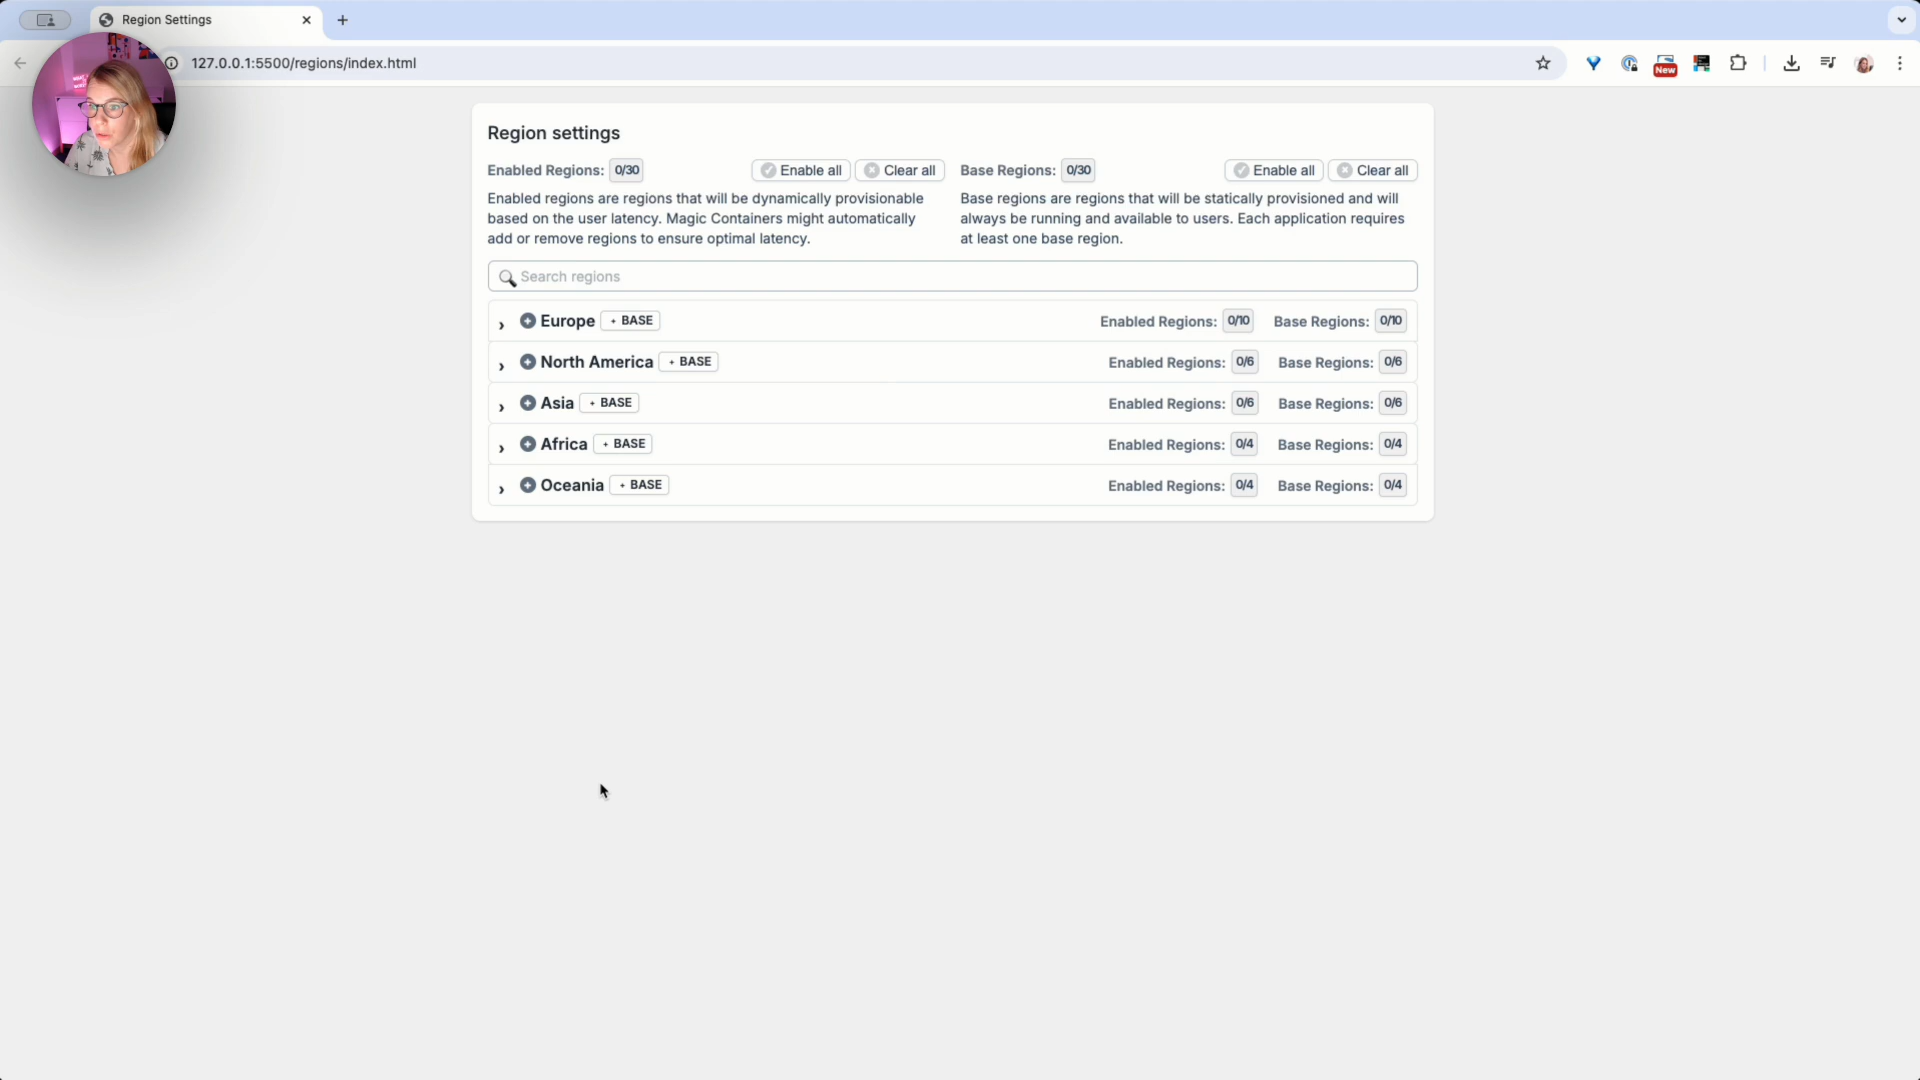 Region Settings
127.0.0.1:5500/regions/index.html
New
Region settings
Enabled Regions: 0/30 Enable all Clear all
Enabled regions are regions that will be dynamically provisionable
based on the user latency. Magic Containers might automatically
add or remove regions to ensure optimal latency.
Base Regions: 0/30 Enable all Clear all
Base regions are regions that will be statically provisioned and will
always be running and available to users. Each application requires
at least one base region.
Search regions
Europe + BASE Enabled Regions: 0/10 Base Regions: 0/10
North America + BASE Enabled Regions: 0/6 Base Regions: 0/6
Asia + BASE Enabled Regions: 0/6 Base Regions: 0/6
Africa + BASE Enabled Regions: 0/4 Base Regions: 0/4
Oceania + BASE Enabled Regions: 0/4 Base Regions: 0/4